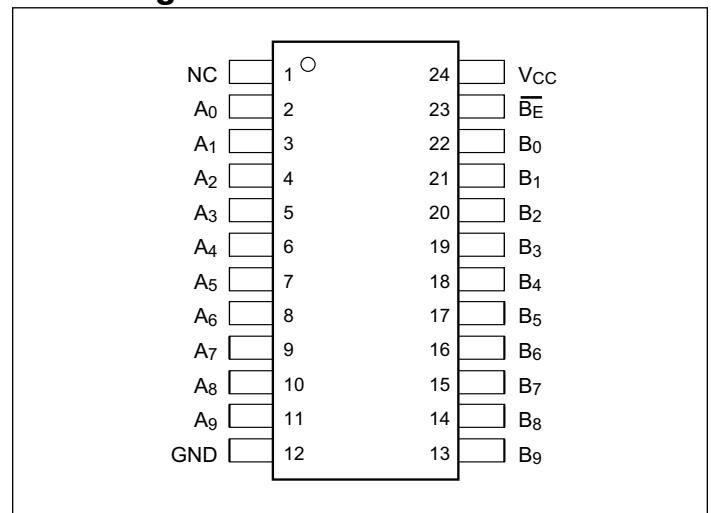 NC 1 24 VCC
A0 2 23 B̅E̅
A1 3 22 B0
A2 4 21 B1
A3 5 20 B2
A4 6 19 B3
A5 7 18 B4
A6 8 17 B5
A7 9 16 B6
A8 10 15 B7
A9 11 14 B8
GND 12 13 B9